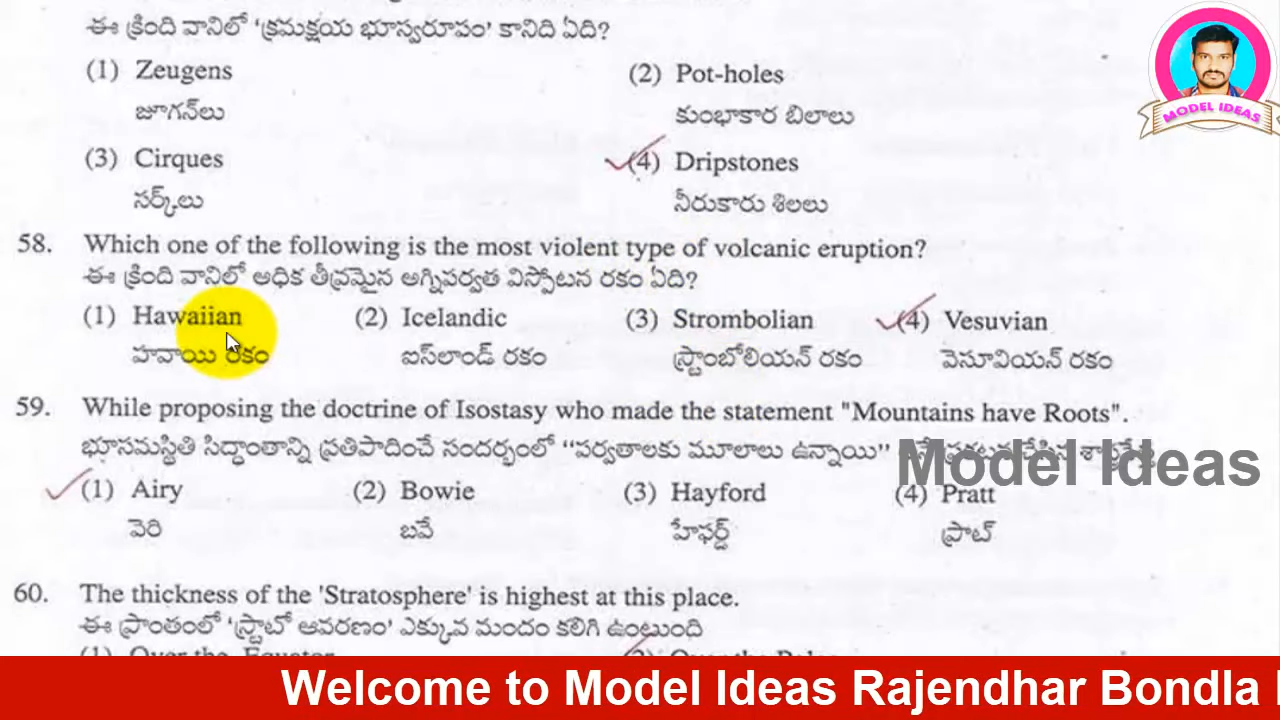 ఈ క్రింది వానిలో ‘క్రమక్షయ భూస్వరూపం’ కానిది ఏది?
(1) Zeugens (2) Pot-holes
జూగన్‌లు కుంభాకార బిలాలు
(3) Cirques (4) Dripstones
సర్క్‌లు నీరుకారు శిలలు
58. Which one of the following is the most violent type of volcanic eruption?
ఈ క్రింది వానిలో అధిక తీవ్రమైన అగ్నిపర్వత విస్పోటన రకం ఏది?
(1) Hawaiian (2) Icelandic (3) Strombolian (4) Vesuvian
హవాయి రకం ఐస్‌లాండ్ రకం స్ట్రాంబోలియన్ రకం వెసూవియన్ రకం
59. While proposing the doctrine of Isostasy who made the statement "Mountains have Roots".
భూసమస్థితి సిద్ధాంతాన్ని ప్రతిపాదించే సందర్భంలో “పర్వతాలకు మూలాలు ఉన్నాయి”
Model Ideas
(1) Airy (2) Bowie (3) Hayford (4) Pratt
వెరి బవే హేఫర్డ్ ప్రాట్
60. The thickness of the 'Stratosphere' is highest at this place.
ఈ ప్రాంతంలో ‘స్ట్రాటో ఆవరణం’ ఎక్కువ మందం కలిగి ఉంటుంది
MODEL IDEAS
Welcome to Model Ideas Rajendhar Bondla |